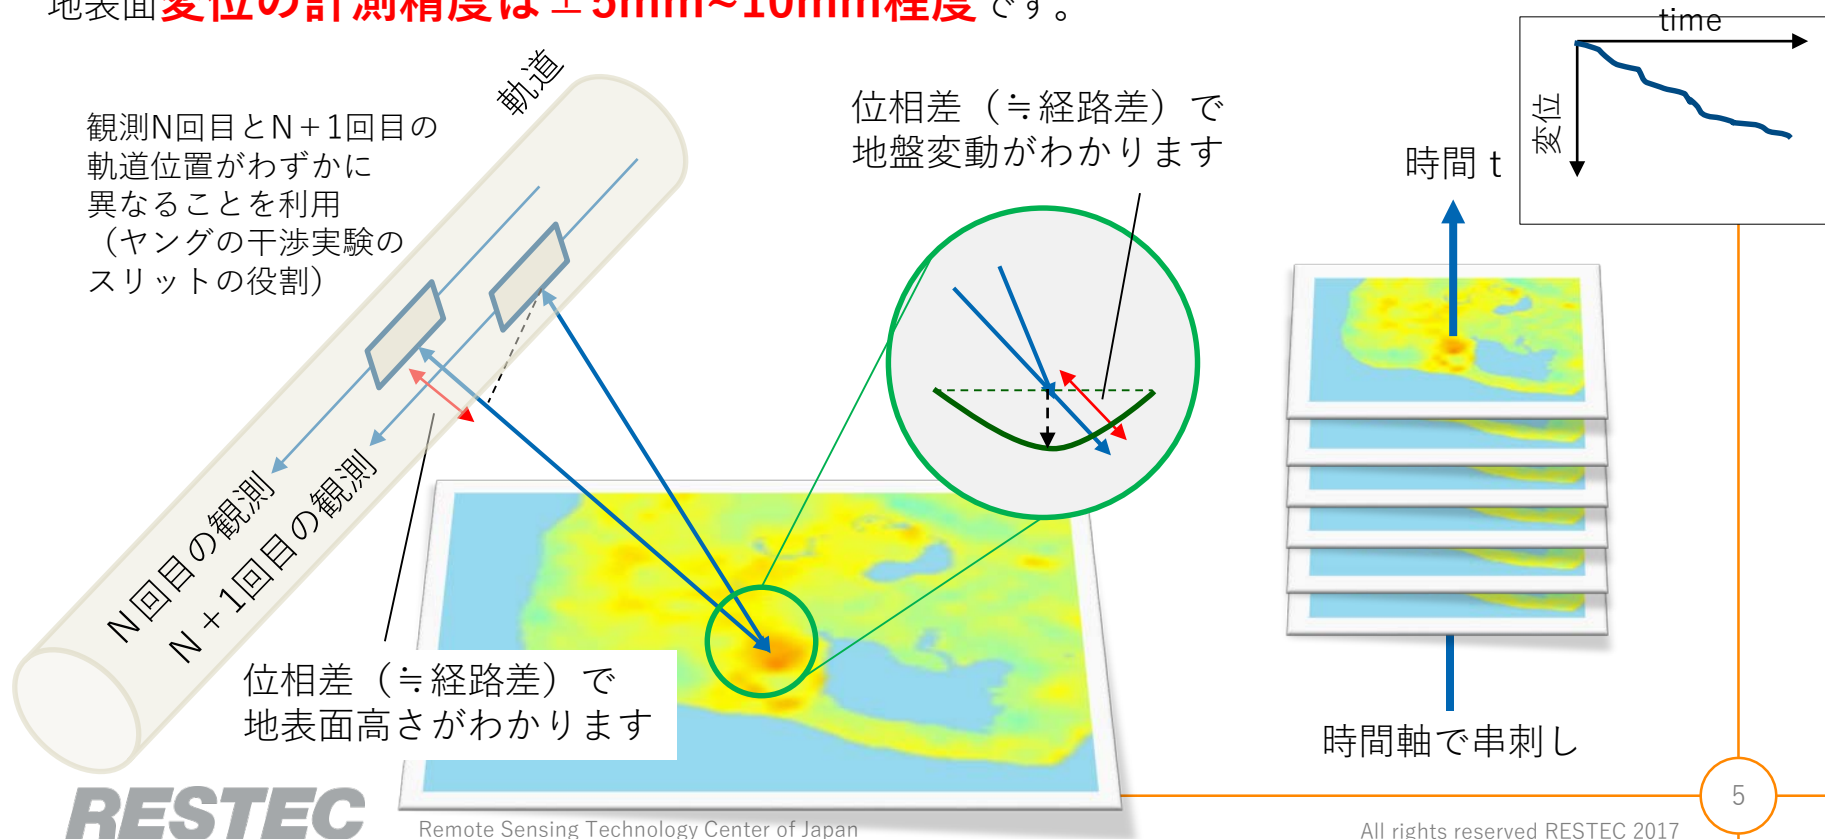 地表面変位の計測精度は±5mm~10mm程度です。
time
変位
軌道
観測N回目とN＋1回目の
軌道位置がわずかに
異なることを利用
（ヤングの干渉実験の
スリットの役割）
位相差（≒経路差）で
地盤変動がわかります
時間 t
N回目の観測
N＋1回目の観測
位相差（≒経路差）で
地表面高さがわかります
時間軸で串刺し
RESTEC
Remote Sensing Technology Center of Japan
All rights reserved RESTEC 2017
5